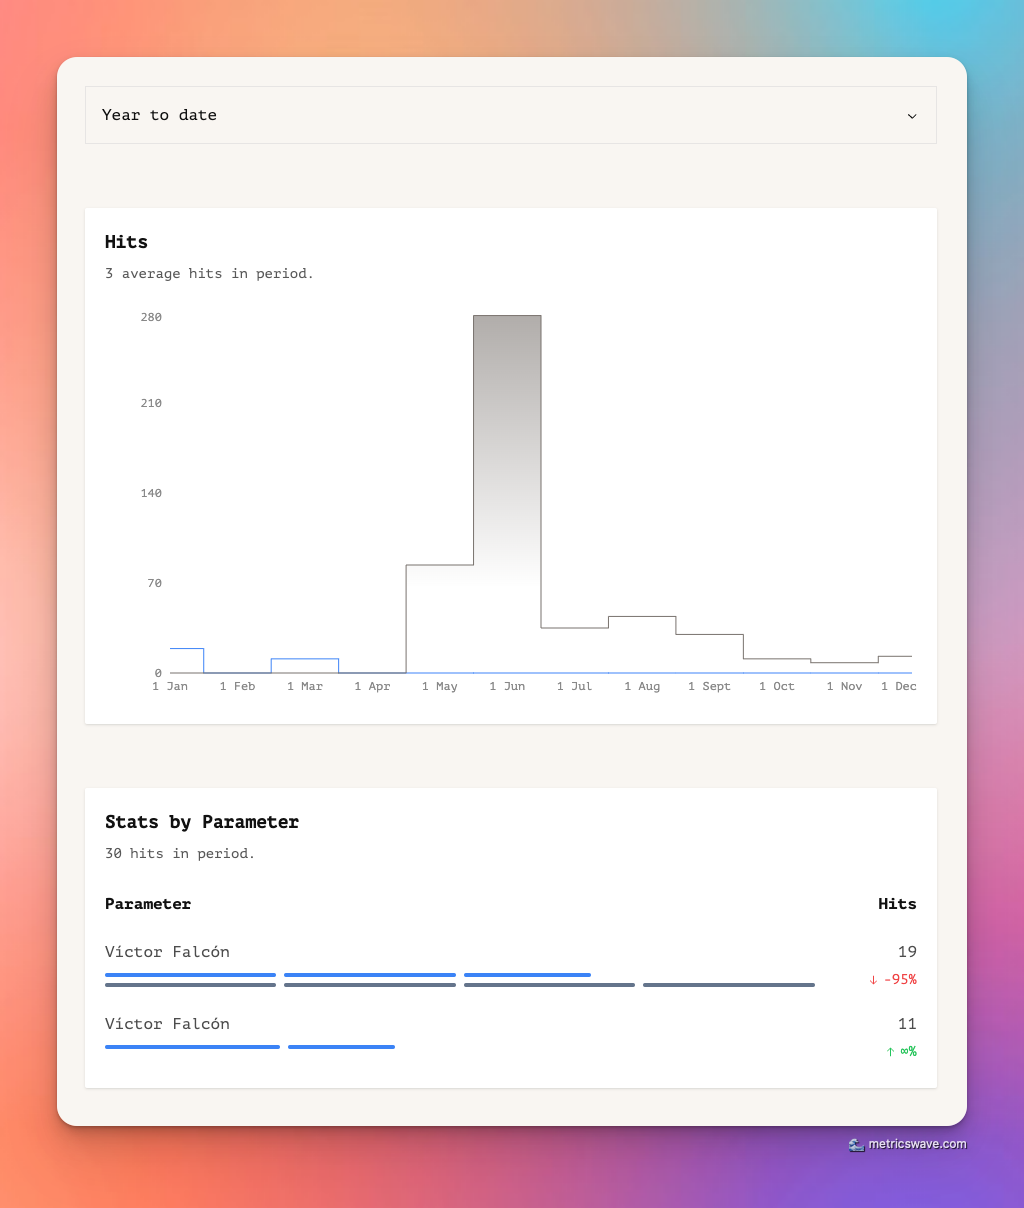 Year to date
Hits
3 average hits in period.
280
210
140
70
0
1 Jan 1 Feb 1 Mar 1 Apr 1 May 1 Jun 1 Jul 1 Aug 1 Sept 1 Oct 1 Nov 1 Dec
Stats by Parameter
30 hits in period.
Parameter Hits
Víctor Falcón 19
↓ -95%
Víctor Falcón 11
↑ ∞%
metricswave.com